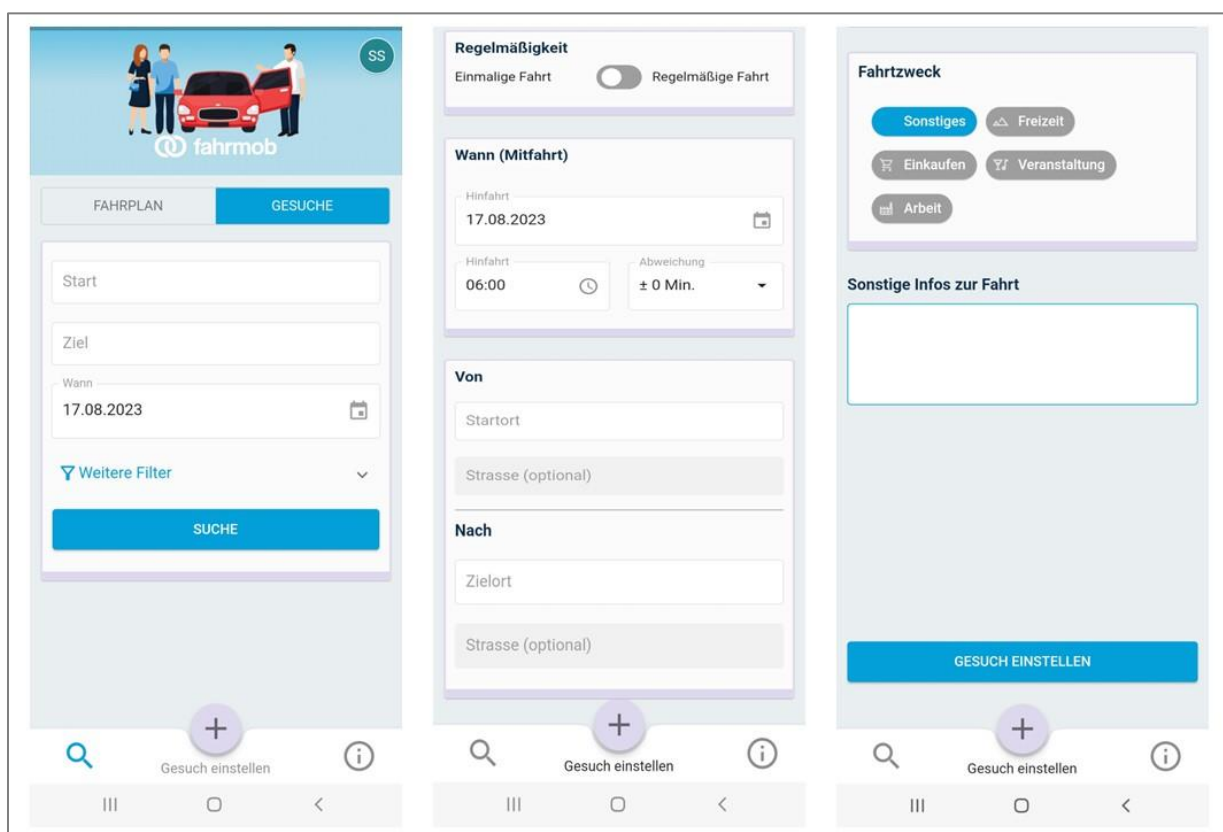 SS
fahrmob
FAHRPLAN GESUCHE
Start
Ziel
Wann
17.08.2023
Weitere Filter
SUCHE
Gesuch einstellen
Regelmäßigkeit
Einmalige Fahrt Regelmäßige Fahrt
Wann (Mitfahrt)
Hinfahrt
17.08.2023
Hinfahrt Abweichung
06:00 ± 0 Min.
Von
Startort
Strasse (optional)
Nach
Zielort
Strasse (optional)
Gesuch einstellen
Fahrtzweck
Sonstiges Freizeit
Einkaufen Veranstaltung
Arbeit
Sonstige Infos zur Fahrt
GESUCH EINSTELLEN
Gesuch einstellen